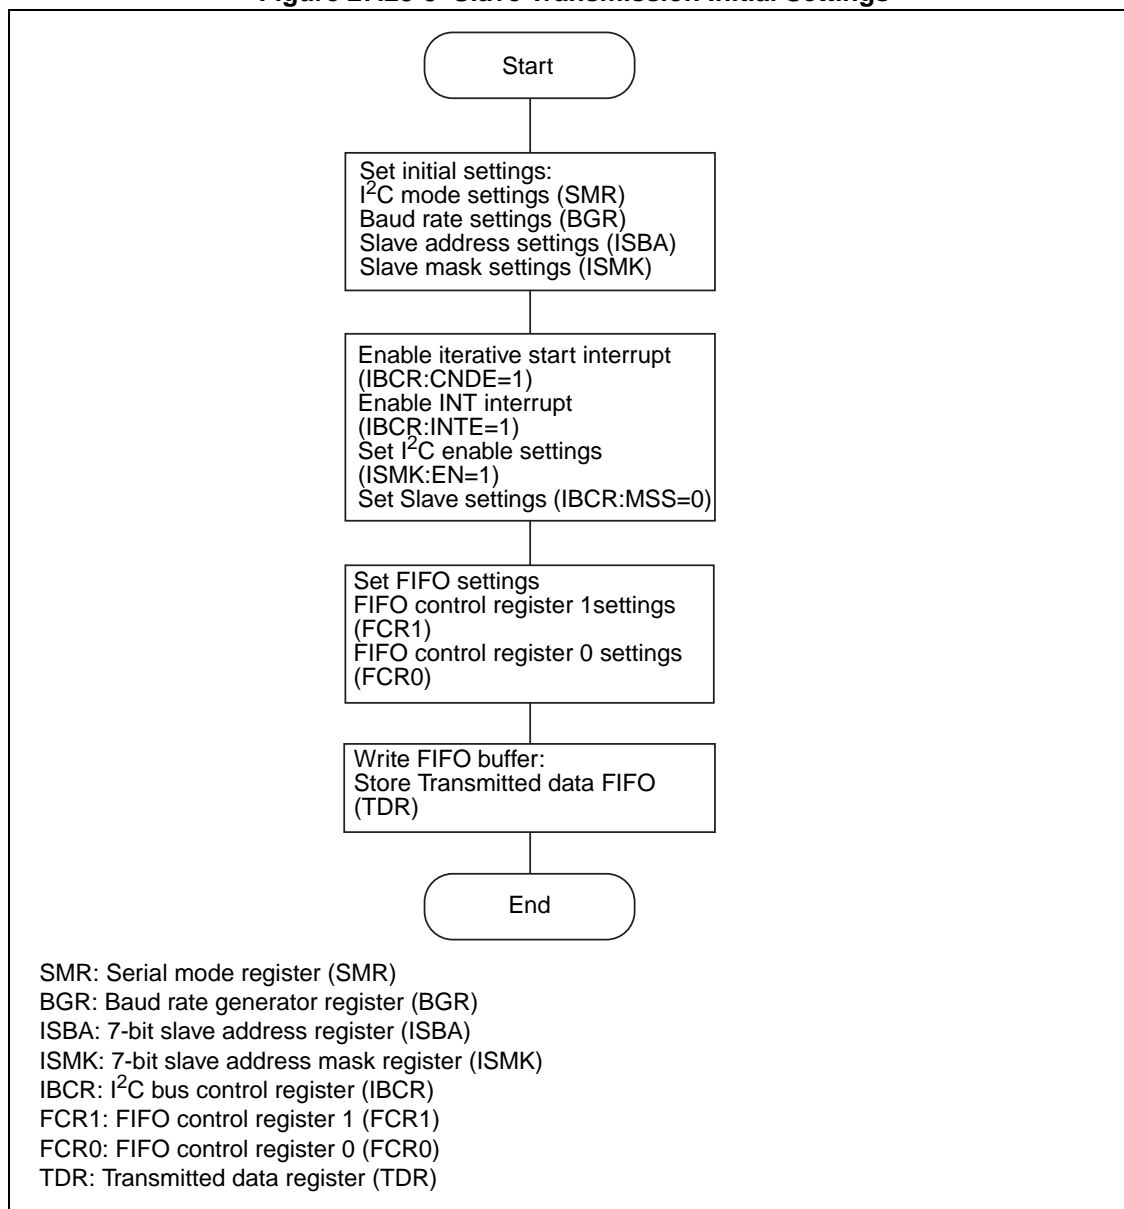 Start
Set initial settings:
I²C mode settings (SMR)
Baud rate settings (BGR)
Slave address settings (ISBA)
Slave mask settings (ISMK)
Enable iterative start interrupt
(IBCR:CNDE=1)
Enable INT interrupt
(IBCR:INTE=1)
Set I²C enable settings
(ISMK:EN=1)
Set Slave settings (IBCR:MSS=0)
Set FIFO settings
FIFO control register 1settings
(FCR1)
FIFO control register 0 settings
(FCR0)
Write FIFO buffer:
Store Transmitted data FIFO
(TDR)
End
SMR: Serial mode register (SMR)
BGR: Baud rate generator register (BGR)
ISBA: 7-bit slave address register (ISBA)
ISMK: 7-bit slave address mask register (ISMK)
IBCR: I²C bus control register (IBCR)
FCR1: FIFO control register 1 (FCR1)
FCR0: FIFO control register 0 (FCR0)
TDR: Transmitted data register (TDR)